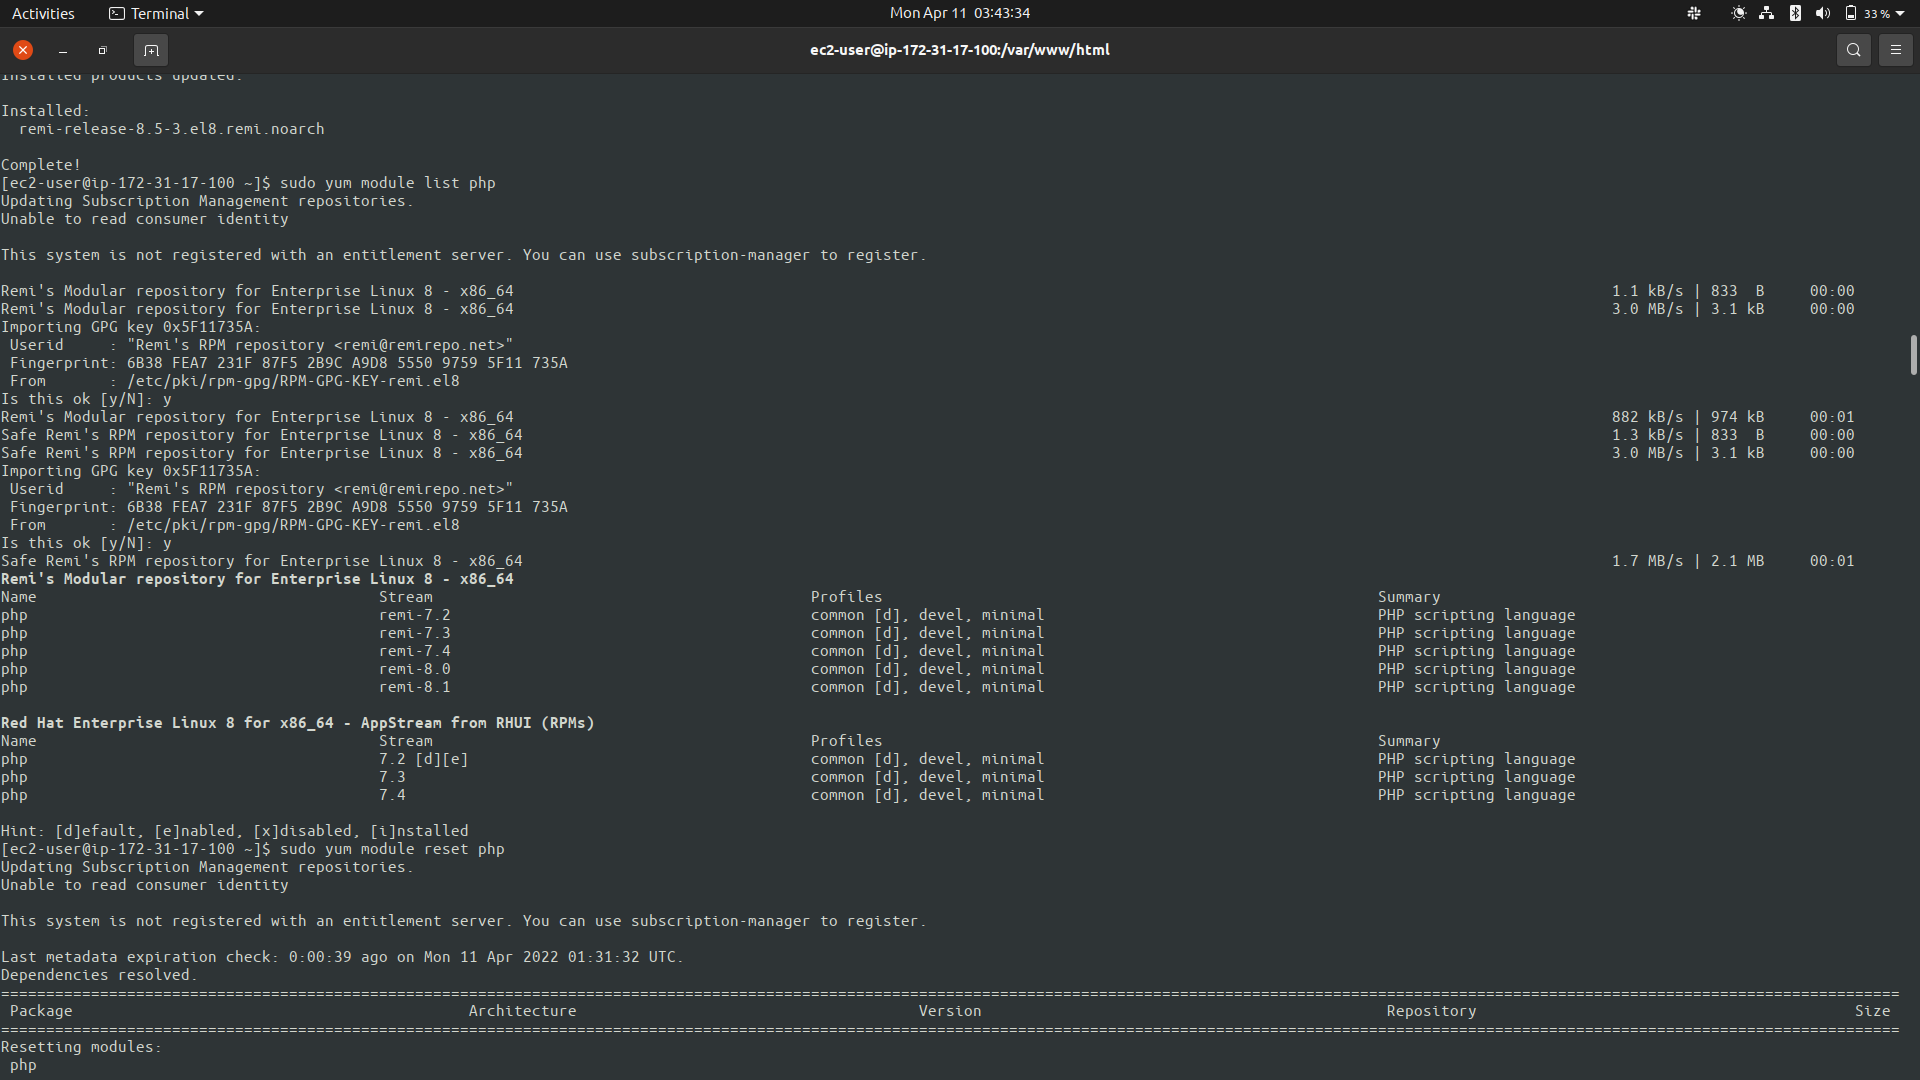 Activities Terminal Mon Apr 11 03:43:34 33 %
ec2-user@ip-172-31-17-100:/var/www/html
Installed products updated.
Installed:
  remi-release-8.5-3.el8.remi.noarch
Complete!
[ec2-user@ip-172-31-17-100 ~]$ sudo yum module list php
Updating Subscription Management repositories.
Unable to read consumer identity
This system is not registered with an entitlement server. You can use subscription-manager to register.
Remi's Modular repository for Enterprise Linux 8 - x86_64 1.1 kB/s | 833  B 00:00
Remi's Modular repository for Enterprise Linux 8 - x86_64 3.0 MB/s | 3.1 kB 00:00
Importing GPG key 0x5F11735A:
 Userid     : "Remi's RPM repository <remi@remirepo.net>"
 Fingerprint: 6B38 FEA7 231F 87F5 2B9C A9D8 5550 9759 5F11 735A
 From       : /etc/pki/rpm-gpg/RPM-GPG-KEY-remi.el8
Is this ok [y/N]: y
Remi's Modular repository for Enterprise Linux 8 - x86_64 882 kB/s | 974 kB 00:01
Safe Remi's RPM repository for Enterprise Linux 8 - x86_64 1.3 kB/s | 833  B 00:00
Safe Remi's RPM repository for Enterprise Linux 8 - x86_64 3.0 MB/s | 3.1 kB 00:00
Importing GPG key 0x5F11735A:
 Userid     : "Remi's RPM repository <remi@remirepo.net>"
 Fingerprint: 6B38 FEA7 231F 87F5 2B9C A9D8 5550 9759 5F11 735A
 From       : /etc/pki/rpm-gpg/RPM-GPG-KEY-remi.el8
Is this ok [y/N]: y
Safe Remi's RPM repository for Enterprise Linux 8 - x86_64 1.7 MB/s | 2.1 MB 00:01
Remi's Modular repository for Enterprise Linux 8 - x86_64
Name Stream Profiles Summary
php remi-7.2 common [d], devel, minimal PHP scripting language
php remi-7.3 common [d], devel, minimal PHP scripting language
php remi-7.4 common [d], devel, minimal PHP scripting language
php remi-8.0 common [d], devel, minimal PHP scripting language
php remi-8.1 common [d], devel, minimal PHP scripting language
Red Hat Enterprise Linux 8 for x86_64 - AppStream from RHUI (RPMs)
Name Stream Profiles Summary
php 7.2 [d][e] common [d], devel, minimal PHP scripting language
php 7.3 common [d], devel, minimal PHP scripting language
php 7.4 common [d], devel, minimal PHP scripting language
Hint: [d]efault, [e]nabled, [x]disabled, [i]nstalled
[ec2-user@ip-172-31-17-100 ~]$ sudo yum module reset php
Updating Subscription Management repositories.
Unable to read consumer identity
This system is not registered with an entitlement server. You can use subscription-manager to register.
Last metadata expiration check: 0:00:39 ago on Mon 11 Apr 2022 01:31:32 UTC.
Dependencies resolved.
 Package Architecture Version Repository Size
Resetting modules:
 php